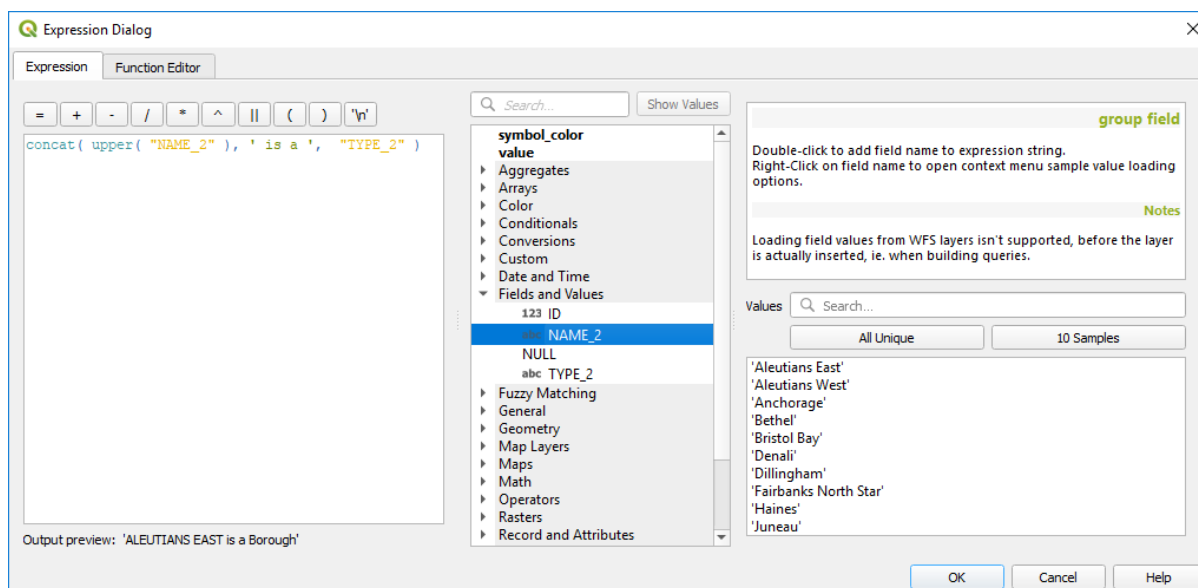 Expression Dialog
Expression
Function Editor
= + - / * ^ || ( ) '\n'
concat( upper( "NAME_2" ), ' is a ', "TYPE_2" )
Output preview: 'ALEUTIANS EAST is a Borough'
Search...
Show Values
symbol_color
value
Aggregates
Arrays
Color
Conditionals
Conversions
Custom
Date and Time
Fields and Values
123 ID
abc NAME_2
NULL
abc TYPE_2
Fuzzy Matching
General
Geometry
Map Layers
Maps
Math
Operators
Rasters
Record and Attributes
group field
Double-click to add field name to expression string.
Right-Click on field name to open context menu sample value loading
options.
Notes
Loading field values from WFS layers isn't supported, before the layer
is actually inserted, ie. when building queries.
Values
Search...
All Unique
10 Samples
'Aleutians East'
'Aleutians West'
'Anchorage'
'Bethel'
'Bristol Bay'
'Denali'
'Dillingham'
'Fairbanks North Star'
'Haines'
'Juneau'
OK
Cancel
Help